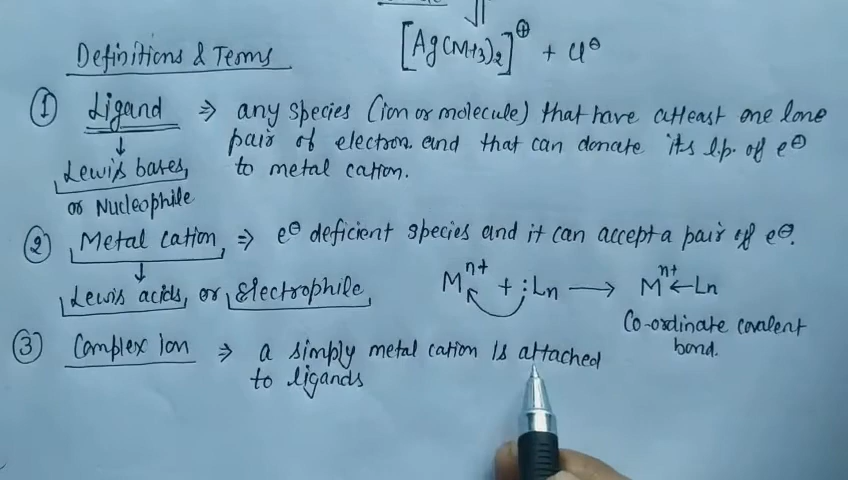 [Ag(NH3)2]⊕ + Cl⊖
Definitions & Terms
① Ligand ⇒ any species (ion or molecule) that have atleast one lone
↓ pair of electron. and that can donate its l.p. of e⊖
Lewis bases, to metal cation.
or Nucleophile
② Metal cation, ⇒ e⊖ deficient species and it can accept a pair of e⊖.
↓
Lewis acids, or Electrophile, M^n+ + :Ln → M^n+ ← Ln
Co-ordinate covalent
bond.
③ Complex ion ⇒ a simply metal cation is attached
to ligands